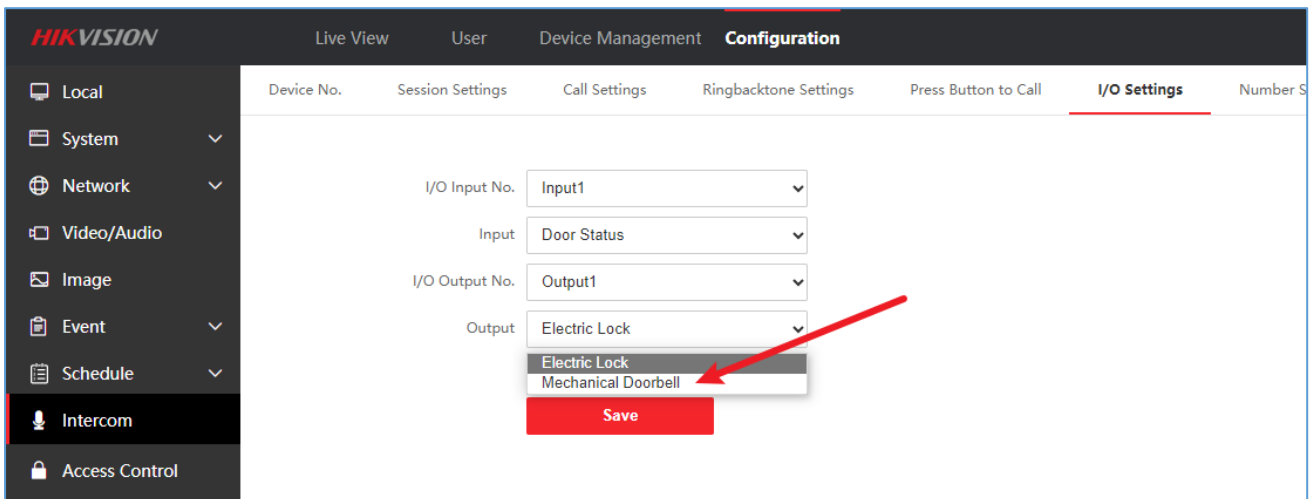 HIKVISION Live View User Device Management Configuration
Local Device No. Session Settings Call Settings Ringbacktone Settings Press Button to Call I/O Settings Number S
System
Network I/O Input No. Input1
Video/Audio Input Door Status
Image I/O Output No. Output1
Event Output Electric Lock
Electric Lock
Schedule Mechanical Doorbell
Intercom Save
Access Control